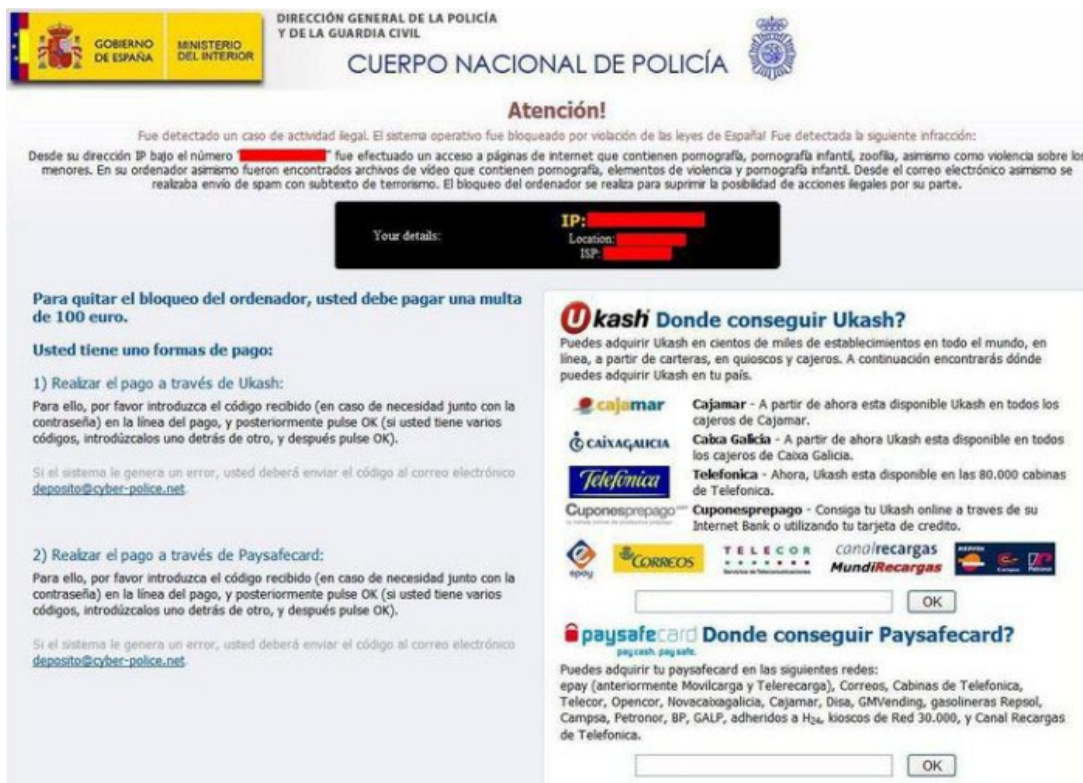 GOBIERNO
DE ESPAÑA
MINISTERIO
DEL INTERIOR
DIRECCIÓN GENERAL DE LA POLICÍA
Y DE LA GUARDIA CIVIL
CUERPO NACIONAL DE POLICÍA
Atención!
Fue detectado un caso de actividad ilegal. El sistema operativo fue bloqueado por violación de las leyes de España! Fue detectada la siguiente infracción:
Desde su dirección IP bajo el número " " fue efectuado un acceso a páginas de internet que contienen pornografía, pornografía infantil, zoofilia, asimismo como violencia sobre los
menores. En su ordenador asimismo fueron encontrados archivos de vídeo que contienen pornografía, elementos de violencia y pornografía infantil. Desde el correo electrónico asimismo se
realizaba envío de spam con subtexto de terrorismo. El bloqueo del ordenador se realiza para suprimir la posibilidad de acciones ilegales por su parte.
Your details:
IP:
Location:
ISP:
Para quitar el bloqueo del ordenador, usted debe pagar una multa
de 100 euro.
Usted tiene uno formas de pago:
1) Realizar el pago a través de Ukash:
Para ello, por favor introduzca el código recibido (en caso de necesidad junto con la
contraseña) en la línea del pago, y posteriormente pulse OK (si usted tiene varios
códigos, introdúzcalos uno detrás de otro, y después pulse OK).
Si el sistema le genera un error, usted deberá enviar el código al correo electrónico
deposito@cyber-police.net.
2) Realizar el pago a través de Paysafecard:
Para ello, por favor introduzca el código recibido (en caso de necesidad junto con la
contraseña) en la línea del pago, y posteriormente pulse OK (si usted tiene varios
códigos, introdúzcalos uno detrás de otro, y después pulse OK).
Si el sistema le genera un error, usted deberá enviar el código al correo electrónico
deposito@cyber-police.net.
Ukash Donde conseguir Ukash?
Puedes adquirir Ukash en cientos de miles de establecimientos en todo el mundo, en
línea, a partir de carteras, en quioscos y cajeros. A continuación encontrarás dónde
puedes adquirir Ukash en tu país.
cajamar
Cajamar - A partir de ahora esta disponible Ukash en todos los
cajeros de Cajamar.
CAIXAGALICIA
Caixa Galicia - A partir de ahora Ukash esta disponible en todos
los cajeros de Caixa Galicia.
Telefónica
Telefonica - Ahora, Ukash esta disponible en las 80.000 cabinas
de Telefonica.
Cuponesprepago
Cuponesprepago - Consiga tu Ukash online a traves de su
Internet Bank o utilizando tu tarjeta de credito.
epay
CORREOS
TELECOR
Servicios de Telecomunicaciones
canalrecargas
MundiRecargas
REPSOL
Campsa
Petronor
OK
paysafecard Donde conseguir Paysafecard?
pay cash. pay safe.
Puedes adquirir tu paysafecard en las siguientes redes:
epay (anteriormente Movilcarga y Telerecarga), Correos, Cabinas de Telefonica,
Telecor, Opencor, Novacaixagalicia, Cajamar, Disa, GMVending, gasolineras Repsol,
Campsa, Petronor, BP, GALP, adheridos a H24, kioscos de Red 30.000, y Canal Recargas
de Telefonica.
OK